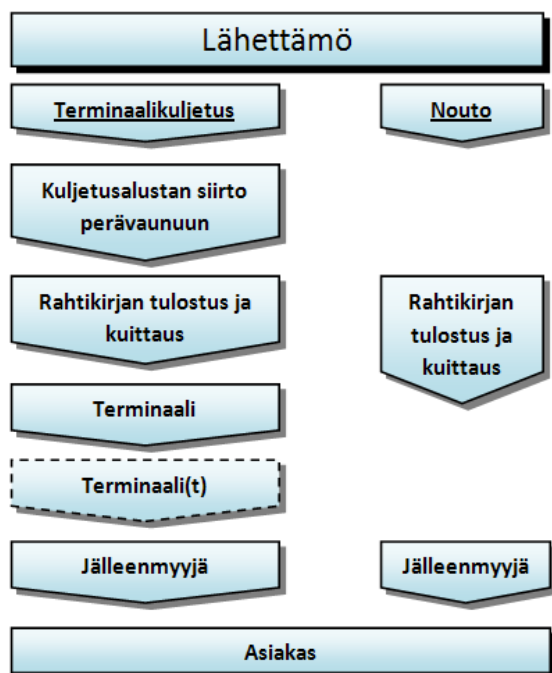 Lähettämö
Terminaalikuljetus
Nouto
Kuljetusalustan siirto
perävaunuun
Rahtikirjan tulostus ja
kuittaus
Rahtikirjan
tulostus ja
kuittaus
Terminaali
Terminaali(t)
Jälleenmyyjä
Jälleenmyyjä
Asiakas